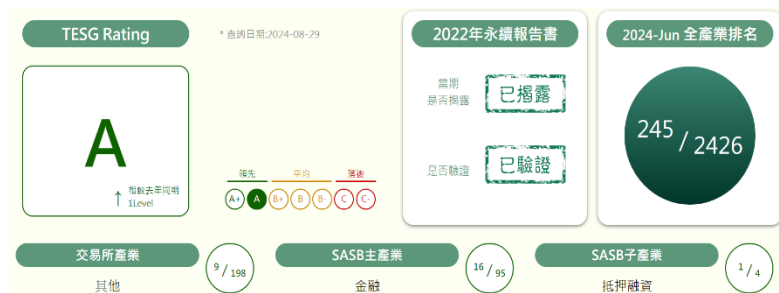 TESG Rating
* 查詢日期:2024-08-29
A
↑ 相較去年同期
1Level
領先 平均 落後
A+ A B+ B B- C C-
2022年永續報告書
當期
是否揭露
已揭露
是否驗證
已驗證
2024-Jun 全產業排名
245 / 2426
交易所產業
其他
9 / 198
SASB主產業
金融
16 / 95
SASB子產業
抵押融資
1 / 4